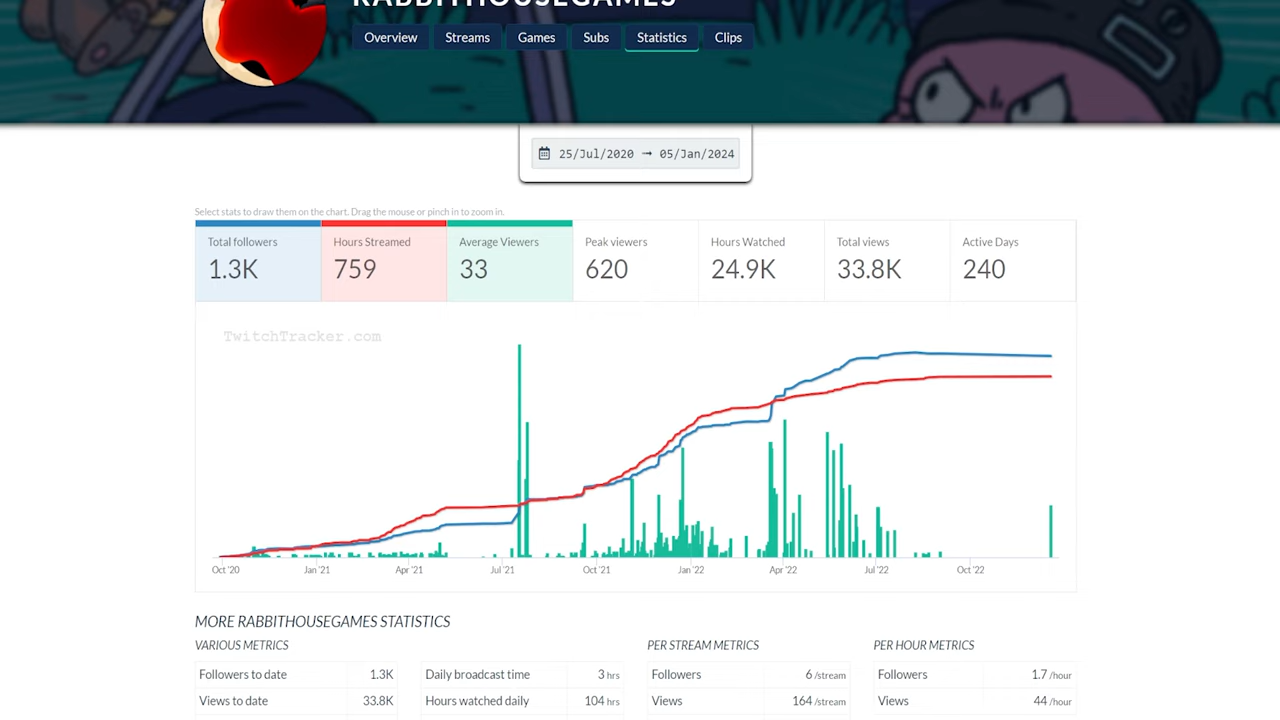 RABBITHOUSEGAMES
Overview Streams Games Subs Statistics Clips
25/Jul/2020 → 05/Jan/2024
Select stats to draw them on the chart. Drag the mouse or pinch in to zoom in.
Total followers Hours Streamed Average Viewers Peak viewers Hours Watched Total views Active Days
1.3K 759 33 620 24.9K 33.8K 240
TwitchTracker.com
Oct '20 Jan '21 Apr '21 Jul '21 Oct '21 Jan '22 Apr '22 Jul '22 Oct '22
MORE RABBITHOUSEGAMES STATISTICS
VARIOUS METRICS PER STREAM METRICS PER HOUR METRICS
Followers to date 1.3K Daily broadcast time 3 hrs Followers 6 /stream Followers 1.7 /hour
Views to date 33.8K Hours watched daily 104 hrs Views 164 /stream Views 44 /hour